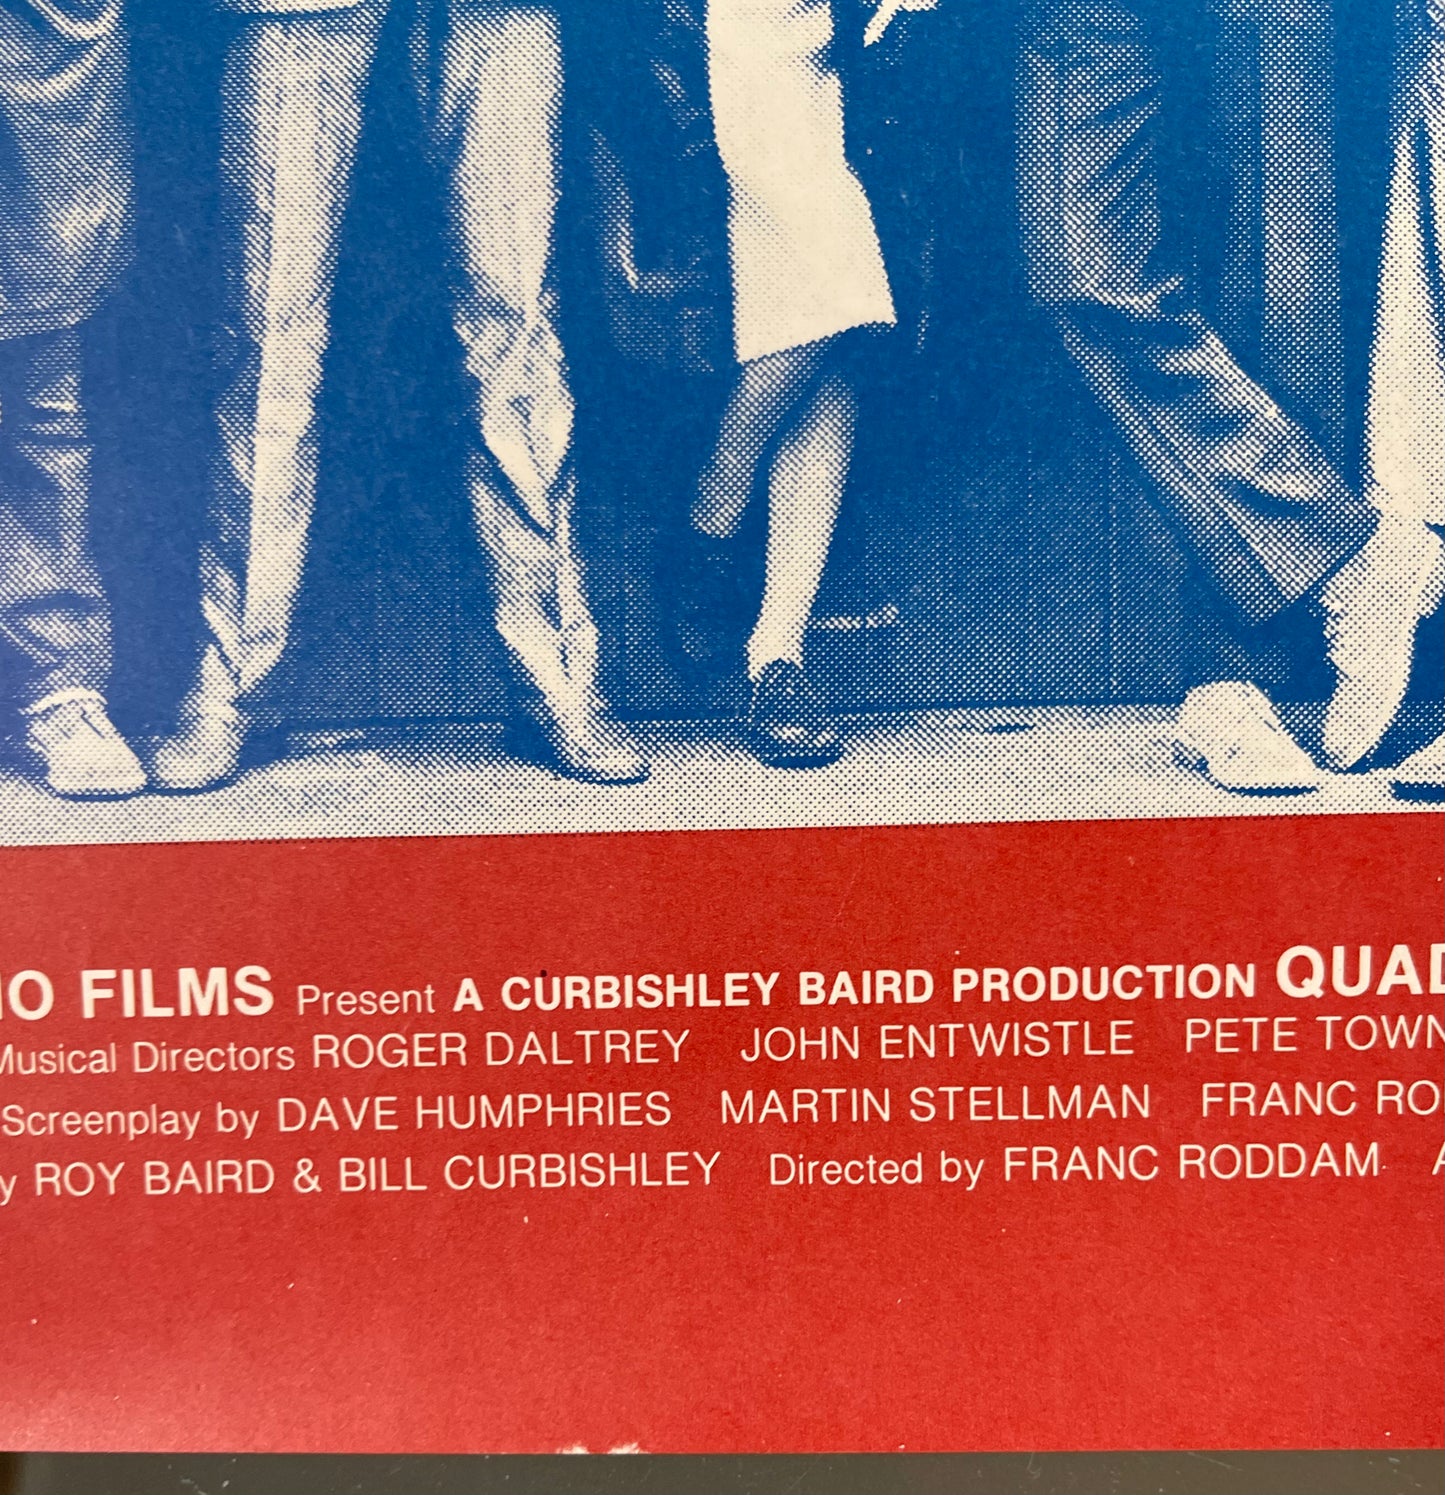 HO FILMS Present A CURBISHLEY BAIRD PRODUCTION QUAD
Musical Directors ROGER DALTREY JOHN ENTWISTLE PETE TOWN
Screenplay by DAVE HUMPHRIES MARTIN STELLMAN FRANC RO
y ROY BAIRD & BILL CURBISHLEY Directed by FRANC RODDAM A